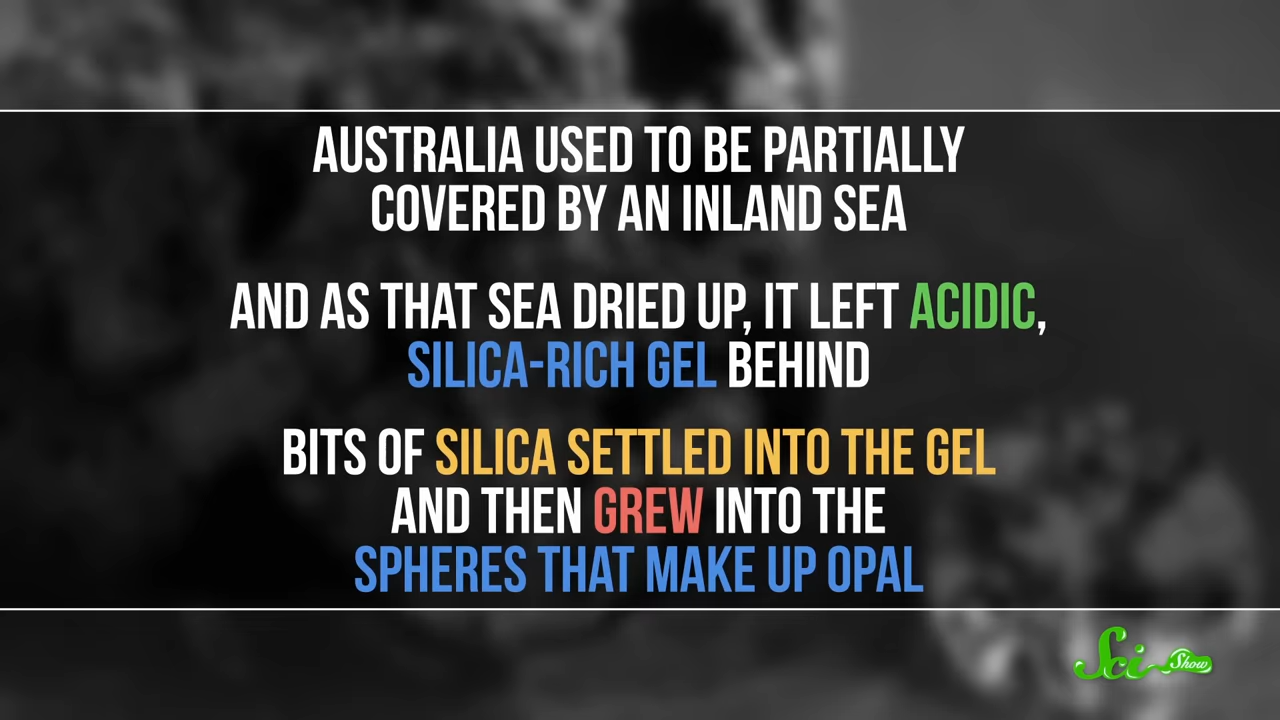 AUSTRALIA USED TO BE PARTIALLY
COVERED BY AN INLAND SEA
AND AS THAT SEA DRIED UP, IT LEFT ACIDIC,
SILICA-RICH GEL BEHIND
BITS OF SILICA SETTLED INTO THE GEL
AND THEN GREW INTO THE
SPHERES THAT MAKE UP OPAL
Sci Show